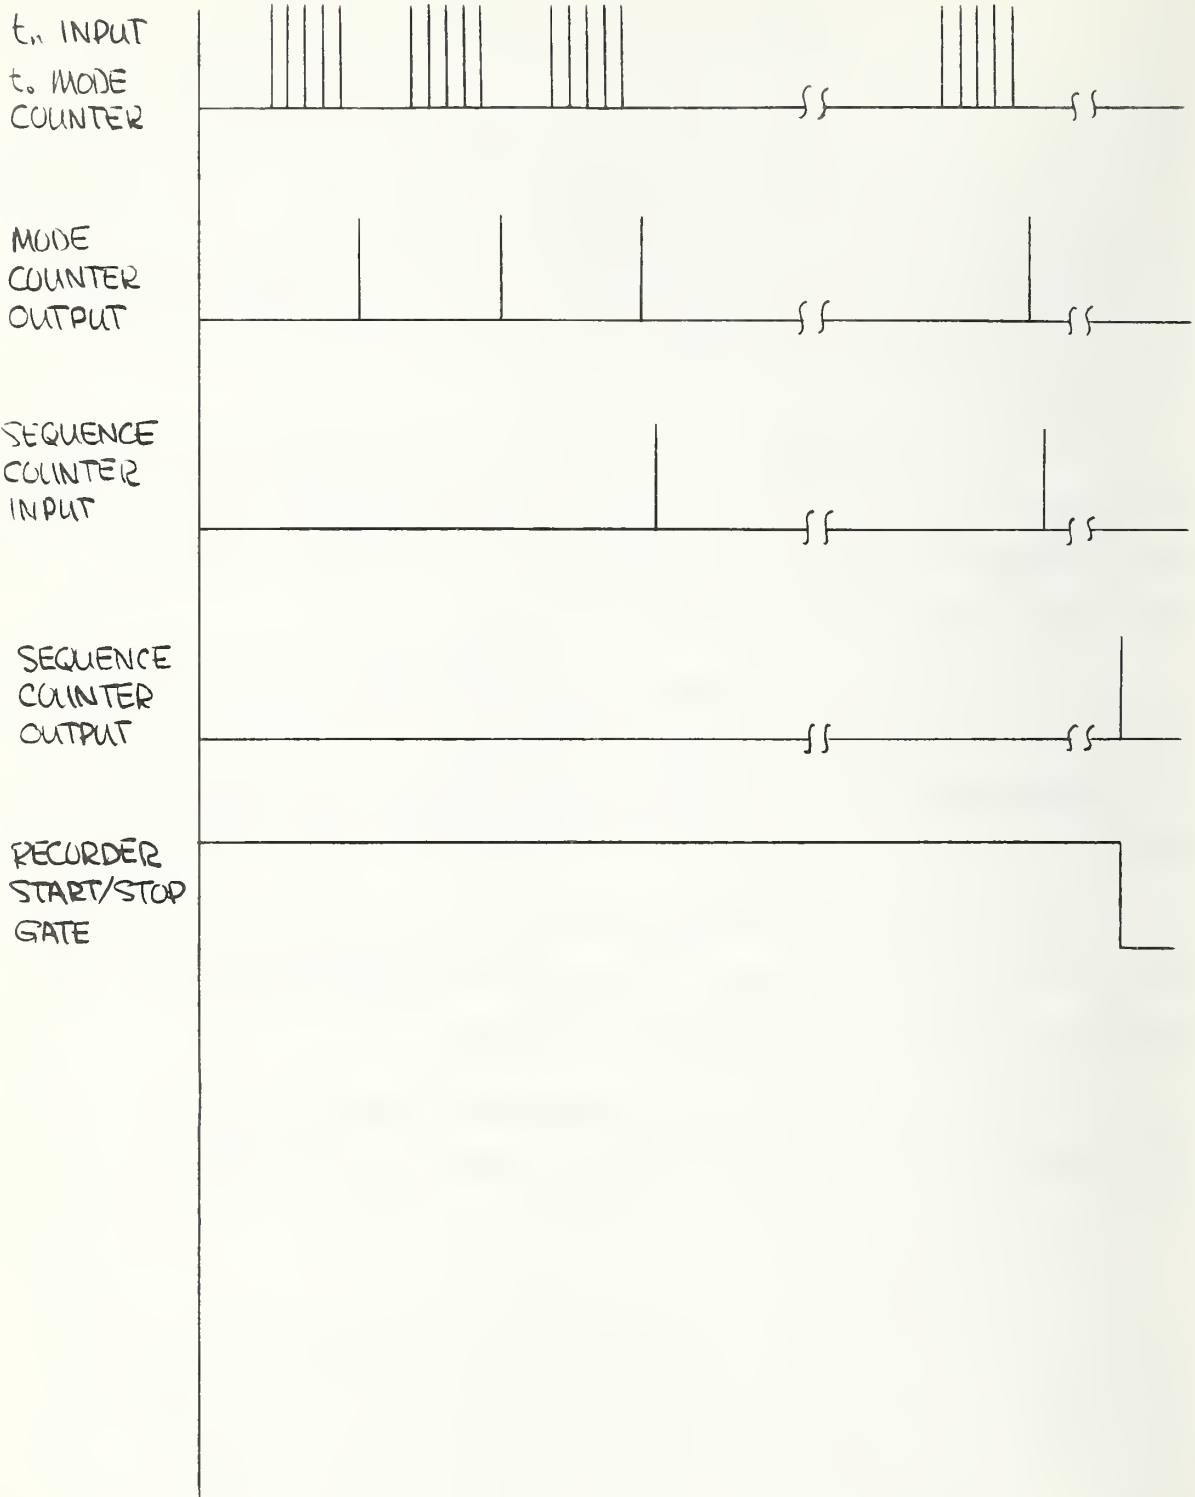 tn INPUT
to MODE
COUNTER
MODE
COUNTER
OUTPUT
SEQUENCE
COUNTER
INPUT
SEQUENCE
COUNTER
OUTPUT
RECORDER
START/STOP
GATE